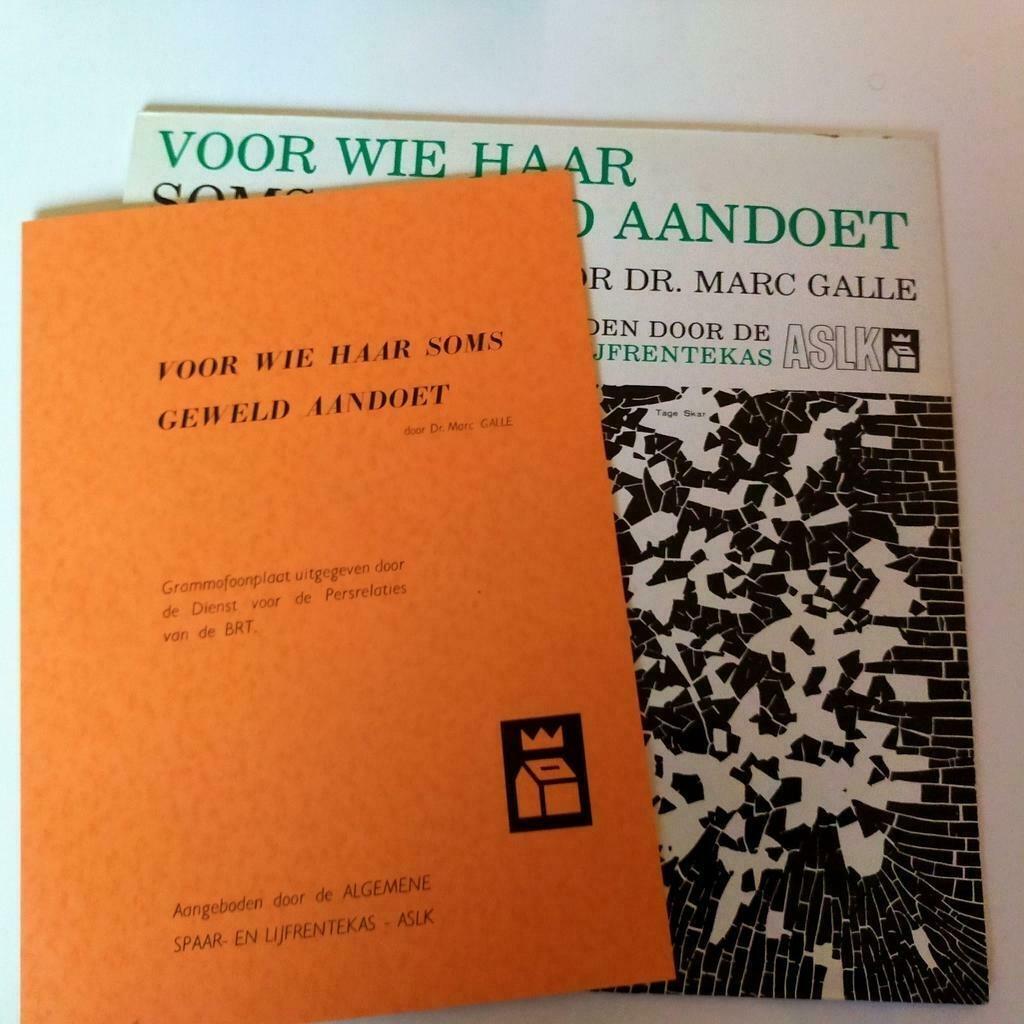 VOOR WIE HAAR
SOMS
AANDOET
DR. MARC GALLE
DOOR DE
ASLK
Tage Skar
VOOR WIE HAAR SOMS
GEWELD AANDOET
door Dr. Marc GALLE
Grammofoonplaat uitgegeven door
de Dienst voor de Persrelaties
van de BRT.
Aangeboden door de ALGEMENE
SPAAR- EN LIJFRENTEKAS - ASLK